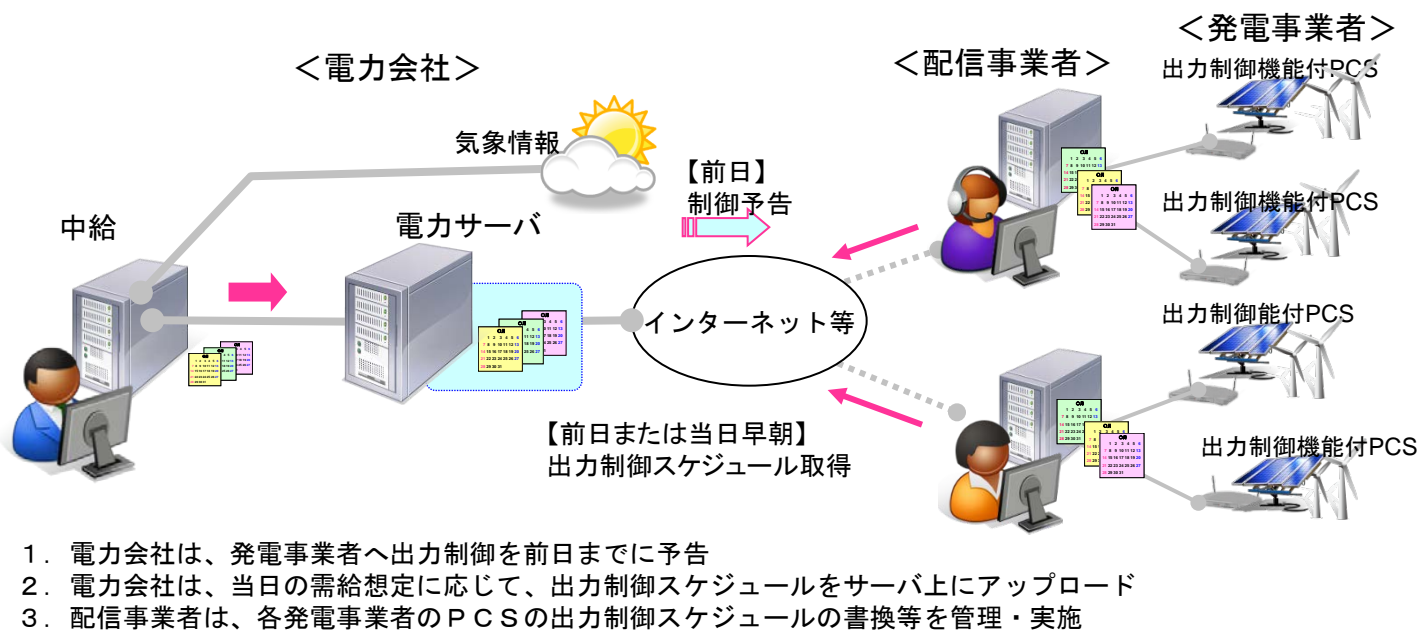 ＜発電事業者＞
＜電力会社＞
＜配信事業者＞
出力制御機能付PCS
気象情報
【前日】
制御予告
中給
電力サーバ
出力制御機能付PCS
インターネット等
出力制御能付PCS
【前日または当日早朝】
出力制御スケジュール取得
出力制御機能付PCS
１．電力会社は、発電事業者へ出力制御を前日までに予告
２．電力会社は、当日の需給想定に応じて、出力制御スケジュールをサーバ上にアップロード
３．配信事業者は、各発電事業者のＰＣＳの出力制御スケジュールの書換等を管理・実施